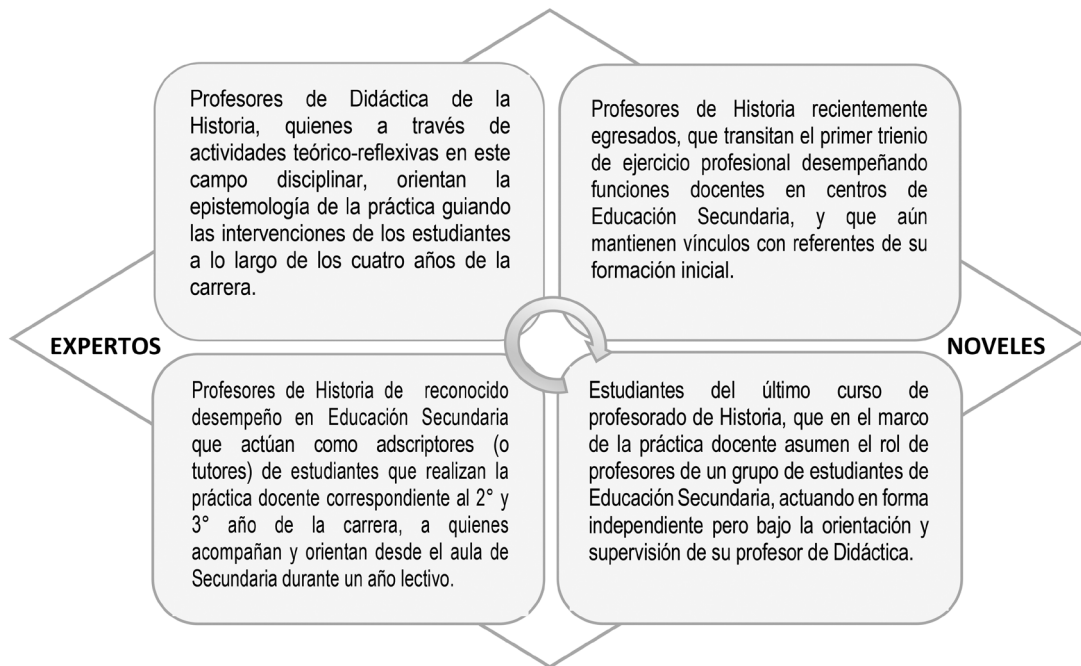 Profesores de Didáctica de la
Historia, quienes a través de
actividades teórico-reflexivas en este
campo disciplinar, orientan la
epistemología de la práctica guiando
las intervenciones de los estudiantes
a lo largo de los cuatro años de la
carrera.
Profesores de Historia recientemente
egresados, que transitan el primer trienio
de ejercicio profesional desempeñando
funciones docentes en centros de
Educación Secundaria, y que aún
mantienen vínculos con referentes de su
formación inicial.
EXPERTOS
NOVELES
Profesores de Historia de reconocido
desempeño en Educación Secundaria
que actúan como adscriptores (o
tutores) de estudiantes que realizan la
práctica docente correspondiente al 2° y
3° año de la carrera, a quienes
acompañan y orientan desde el aula de
Secundaria durante un año lectivo.
Estudiantes del último curso de
profesorado de Historia, que en el marco
de la práctica docente asumen el rol de
profesores de un grupo de estudiantes de
Educación Secundaria, actuando en forma
independiente pero bajo la orientación y
supervisión de su profesor de Didáctica.